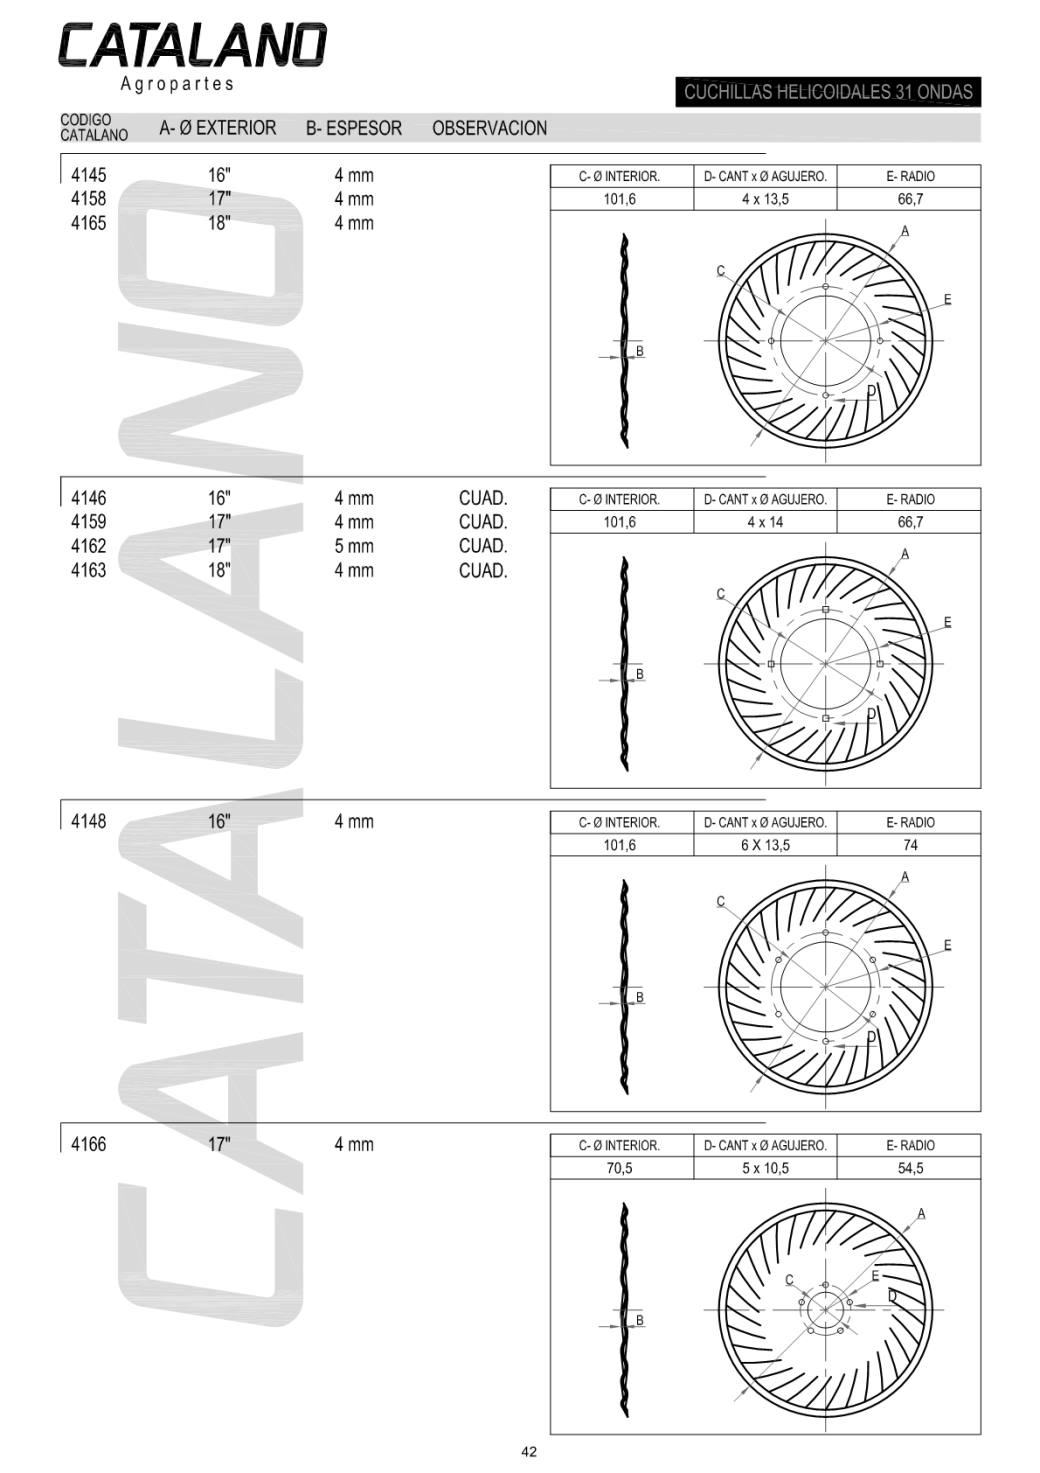 CATALANO
Agropartes
CUCHILLAS HELICOIDALES 31 ONDAS
CODIGO CATALANO A- Ø EXTERIOR B- ESPESOR OBSERVACION
4145 16" 4 mm
4158 17" 4 mm
4165 18" 4 mm
C- Ø INTERIOR. D- CANT x Ø AGUJERO. E- RADIO
101,6 4 x 13,5 66,7
A
C
E
B
D
4146 16" 4 mm CUAD.
4159 17" 4 mm CUAD.
4162 17" 5 mm CUAD.
4163 18" 4 mm CUAD.
C- Ø INTERIOR. D- CANT x Ø AGUJERO. E- RADIO
101,6 4 x 14 66,7
A
C
E
B
D
4148 16" 4 mm
C- Ø INTERIOR. D- CANT x Ø AGUJERO. E- RADIO
101,6 6 X 13,5 74
A
C
E
B
D
4166 17" 4 mm
C- Ø INTERIOR. D- CANT x Ø AGUJERO. E- RADIO
70,5 5 x 10,5 54,5
A
C
E
D
B
CATALANO
42